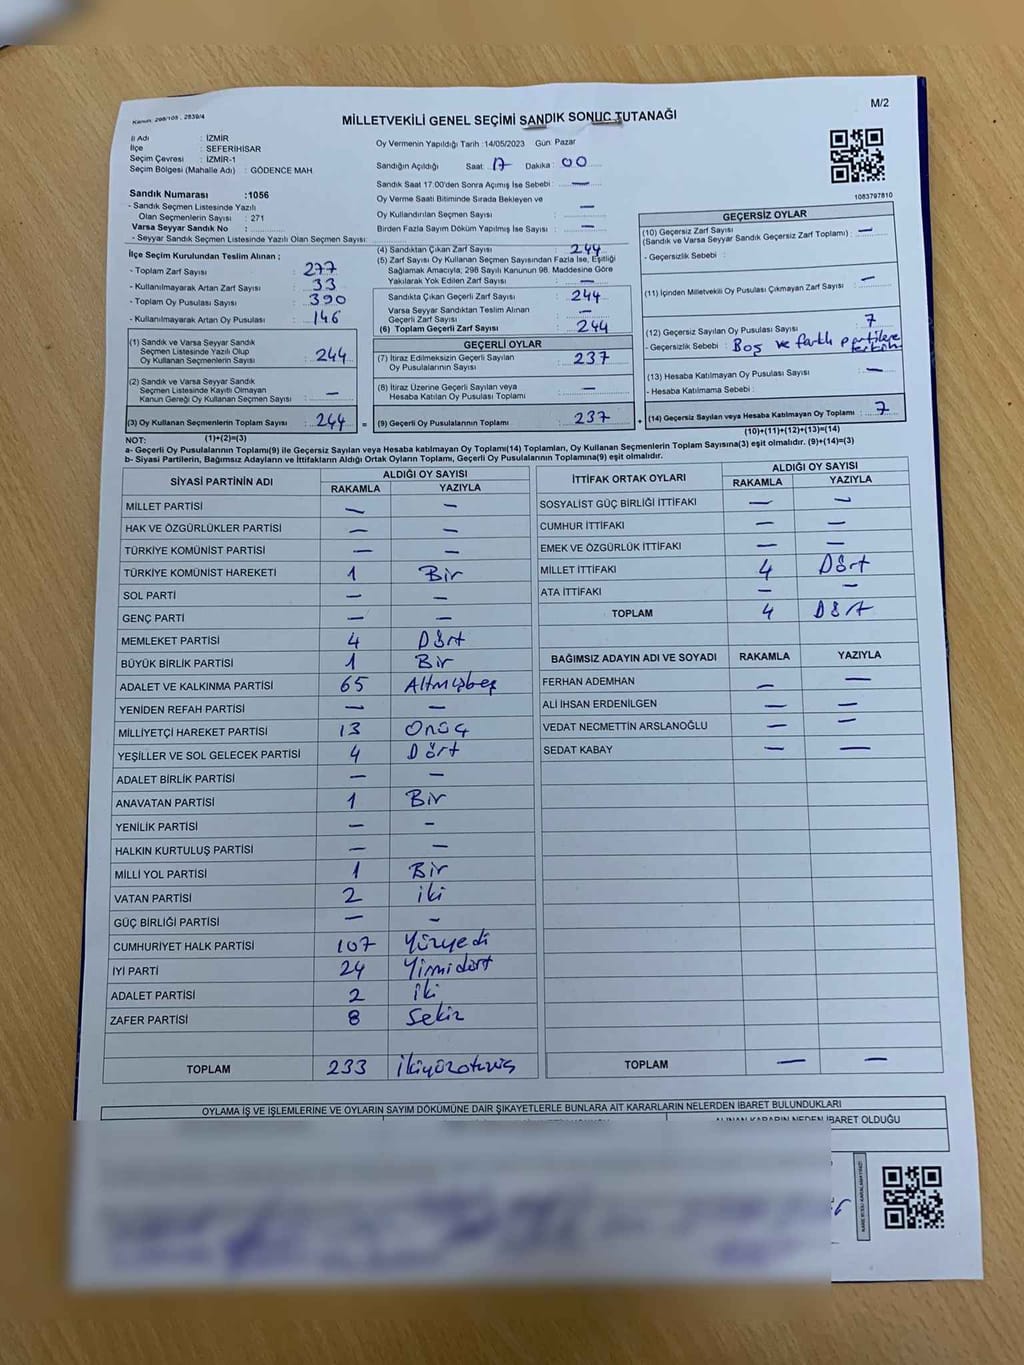 Kanun: 298/105 , 2839/4
M/2
MİLLETVEKİLİ GENEL SEÇİMİ SANDIK SONUÇ TUTANAĞI
İl Adı : İZMİR
İlçe : SEFERİHİSAR
Seçim Çevresi : İZMİR-1
Seçim Bölgesi (Mahalle Adı) : GÖDENCE MAH
Sandık Numarası :1056
- Sandık Seçmen Listesinde Yazılı
Olan Seçmenlerin Sayısı : 271
Varsa Seyyar Sandık No :
- Seyyar Sandık Seçmen Listesinde Yazılı Olan Seçmen Sayısı:
Oy Vermenin Yapıldığı Tarih :14/05/2023 Gün: Pazar
Sandığın Açıldığı Saat: 17 Dakika : 00
Sandık Saat 17.00'den Sonra Açımış İse Sebebi : —
Oy Verme Saati Bitiminde Sırada Bekleyen ve
Oy Kullandırılan Seçmen Sayısı —
Birden Fazla Sayım Döküm Yapılmış İse Sayısı : —
1083797810
İlçe Seçim Kurulundan Teslim Alınan ;
- Toplam Zarf Sayısı : 277
- Kullanılmayarak Artan Zarf Sayısı : 33
- Toplam Oy Pusulası Sayısı : 390
- Kullanılmayarak Artan Oy Pusulası : 146
(1) Sandık ve Varsa Seyyar Sandık
Seçmen Listesinde Yazılı Olup
Oy Kullanan Seçmenlerin Sayısı : 244
(2) Sandık ve Varsa Seyyar Sandık
Seçmen Listesinde Kayıtlı Olmayan
Kanun Gereği Oy Kullanan Seçmen Sayısı : —
(3) Oy Kullanan Seçmenlerin Toplam Sayısı : 244 =
(4) Sandıktan Çıkan Zarf Sayısı : 244
(5) Zarf Sayısı Oy Kullanan Seçmen Sayısından Fazla İse, Eşitliği
Sağlamak Amacıyla; 298 Sayılı Kanunun 98. Maddesine Göre
Yakılarak Yok Edilen Zarf Sayısı : —
Sandıkta Çıkan Geçerli Zarf Sayısı : 244
Varsa Seyyar Sandıktan Teslim Alınan
Geçerli Zarf Sayısı : —
(6) Toplam Geçerli Zarf Sayısı : 244
GEÇERLİ OYLAR
(7) İtiraz Edilmeksizin Geçerli Sayılan
Oy Pusulalarının Sayısı : 237
(8) İtiraz Üzerine Geçerli Sayılan veya
Hesaba Katılan Oy Pusulası Toplamı : —
(9) Geçerli Oy Pusulalarının Toplamı : 237 +
GEÇERSİZ OYLAR
(10) Geçersiz Zarf Sayısı
(Sandık ve Varsa Seyyar Sandık Geçersiz Zarf Toplamı) : —
- Geçersizlik Sebebi :
(11) İçinden Milletvekili Oy Pusulası Çıkmayan Zarf Sayısı : —
(12) Geçersiz Sayılan Oy Pusulası Sayısı : 7
- Geçersizlik Sebebi : Boş ve farklı partilere
(13) Hesaba Katılmayan Oy Pusulası Sayısı : —
- Hesaba Katılmama Sebebi :
(14) Geçersiz Sayılan veya Hesaba Katılmayan Oy Toplamı : 7
(1)+(2)=(3)
(10)+(11)+(12)+(13)=(14)
NOT:
a- Geçerli Oy Pusulalarının Toplamı(9) ile Geçersiz Sayılan veya Hesaba katılmayan Oy Toplamı(14) Toplamları, Oy Kullanan Seçmenlerin Toplam Sayısına(3) eşit olmalıdır. (9)+(14)=(3)
b- Siyasi Partilerin, Bağımsız Adayların ve İttifakların Aldığı Ortak Oyların Toplamı, Geçerli Oy Pusulalarının Toplamına(9) eşit olmalıdır.
SİYASİ PARTİNİN ADI ALDIĞI OY SAYISI
RAKAMLA YAZIYLA
MİLLET PARTİSİ — —
HAK VE ÖZGÜRLÜKLER PARTİSİ — —
TÜRKİYE KOMÜNİST PARTİSİ — —
TÜRKİYE KOMÜNİST HAREKETİ 1 Bir
SOL PARTİ — —
GENÇ PARTİ — —
MEMLEKET PARTİSİ 4 Dört
BÜYÜK BİRLİK PARTİSİ 1 Bir
ADALET VE KALKINMA PARTİSİ 65 Altmışbeş
YENİDEN REFAH PARTİSİ — —
MİLLİYETÇİ HAREKET PARTİSİ 13 Onüç
YEŞİLLER VE SOL GELECEK PARTİSİ 4 Dört
ADALET BİRLİK PARTİSİ — —
ANAVATAN PARTİSİ 1 Bir
YENİLİK PARTİSİ — —
HALKIN KURTULUŞ PARTİSİ — —
MİLLİ YOL PARTİSİ 1 Bir
VATAN PARTİSİ 2 iki
GÜÇ BİRLİĞİ PARTİSİ — —
CUMHURİYET HALK PARTİSİ 107 Yüzyedi
İYİ PARTİ 24 Yirmidört
ADALET PARTİSİ 2 İki
ZAFER PARTİSİ 8 Sekiz
TOPLAM 233 İkiyüzotuzüç
İTTİFAK ORTAK OYLARI ALDIĞI OY SAYISI
RAKAMLA YAZIYLA
SOSYALİST GÜÇ BİRLİĞİ İTTİFAKI — —
CUMHUR İTTİFAKI — —
EMEK VE ÖZGÜRLÜK İTTİFAKI — —
MİLLET İTTİFAKI 4 Dört
ATA İTTİFAKI — —
TOPLAM 4 Dört
BAĞIMSIZ ADAYIN ADI VE SOYADI RAKAMLA YAZIYLA
FERHAN ADEMHAN — —
ALİ İHSAN ERDENİLGEN — —
VEDAT NECMETTİN ARSLANOĞLU — —
SEDAT KABAY — —
TOPLAM — —
OYLAMA İŞ VE İŞLEMLERİNE VE OYLARIN SAYIM DÖKÜMÜNE DAİR ŞİKAYETLERLE BUNLARA AİT KARARLARIN NELERDEN İBARET BULUNDUKLARI
ALINAN KARARIN NEDEN İBARET OLDUĞU